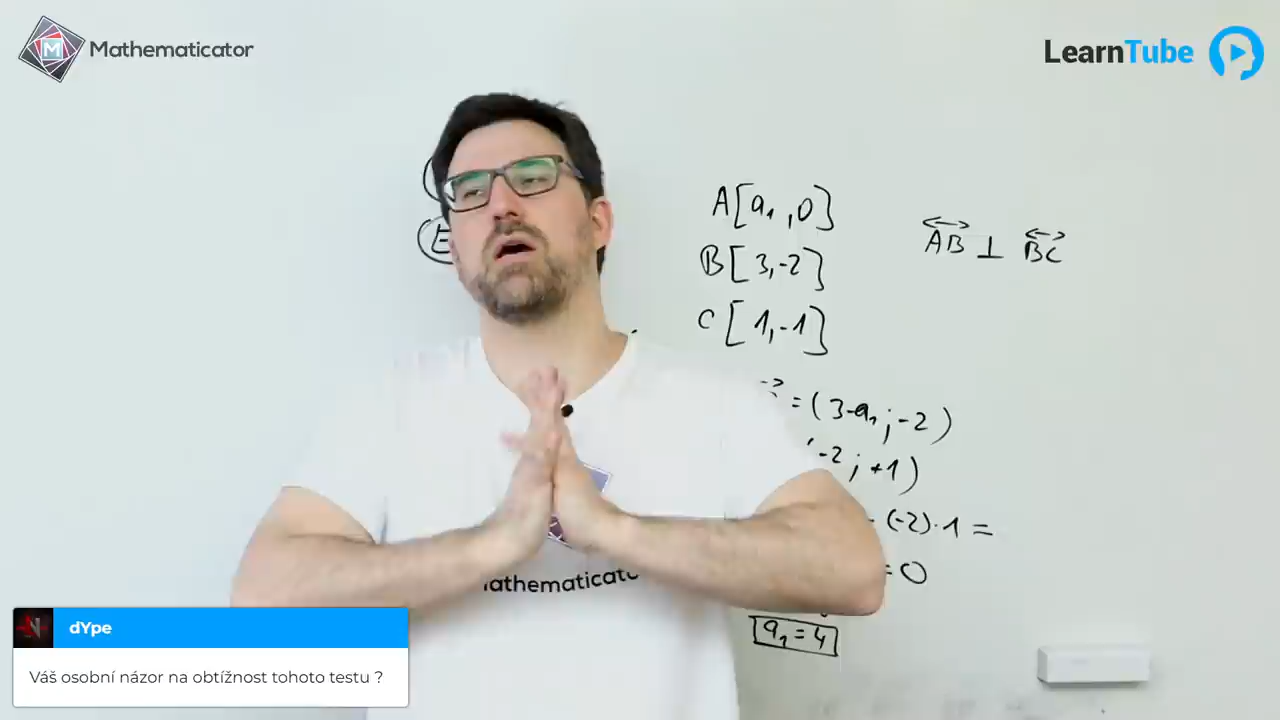 Mathematicator
LearnTube
E
A[a₁,0]
B[3,-2]
C[1,-1]
AB ⊥ BC
=(3-a₁;-2)
-2;+1)
(-2)·1=
=0
a₁=4
athematicato
dYpe
Váš osobní názor na obtížnost tohoto testu ?